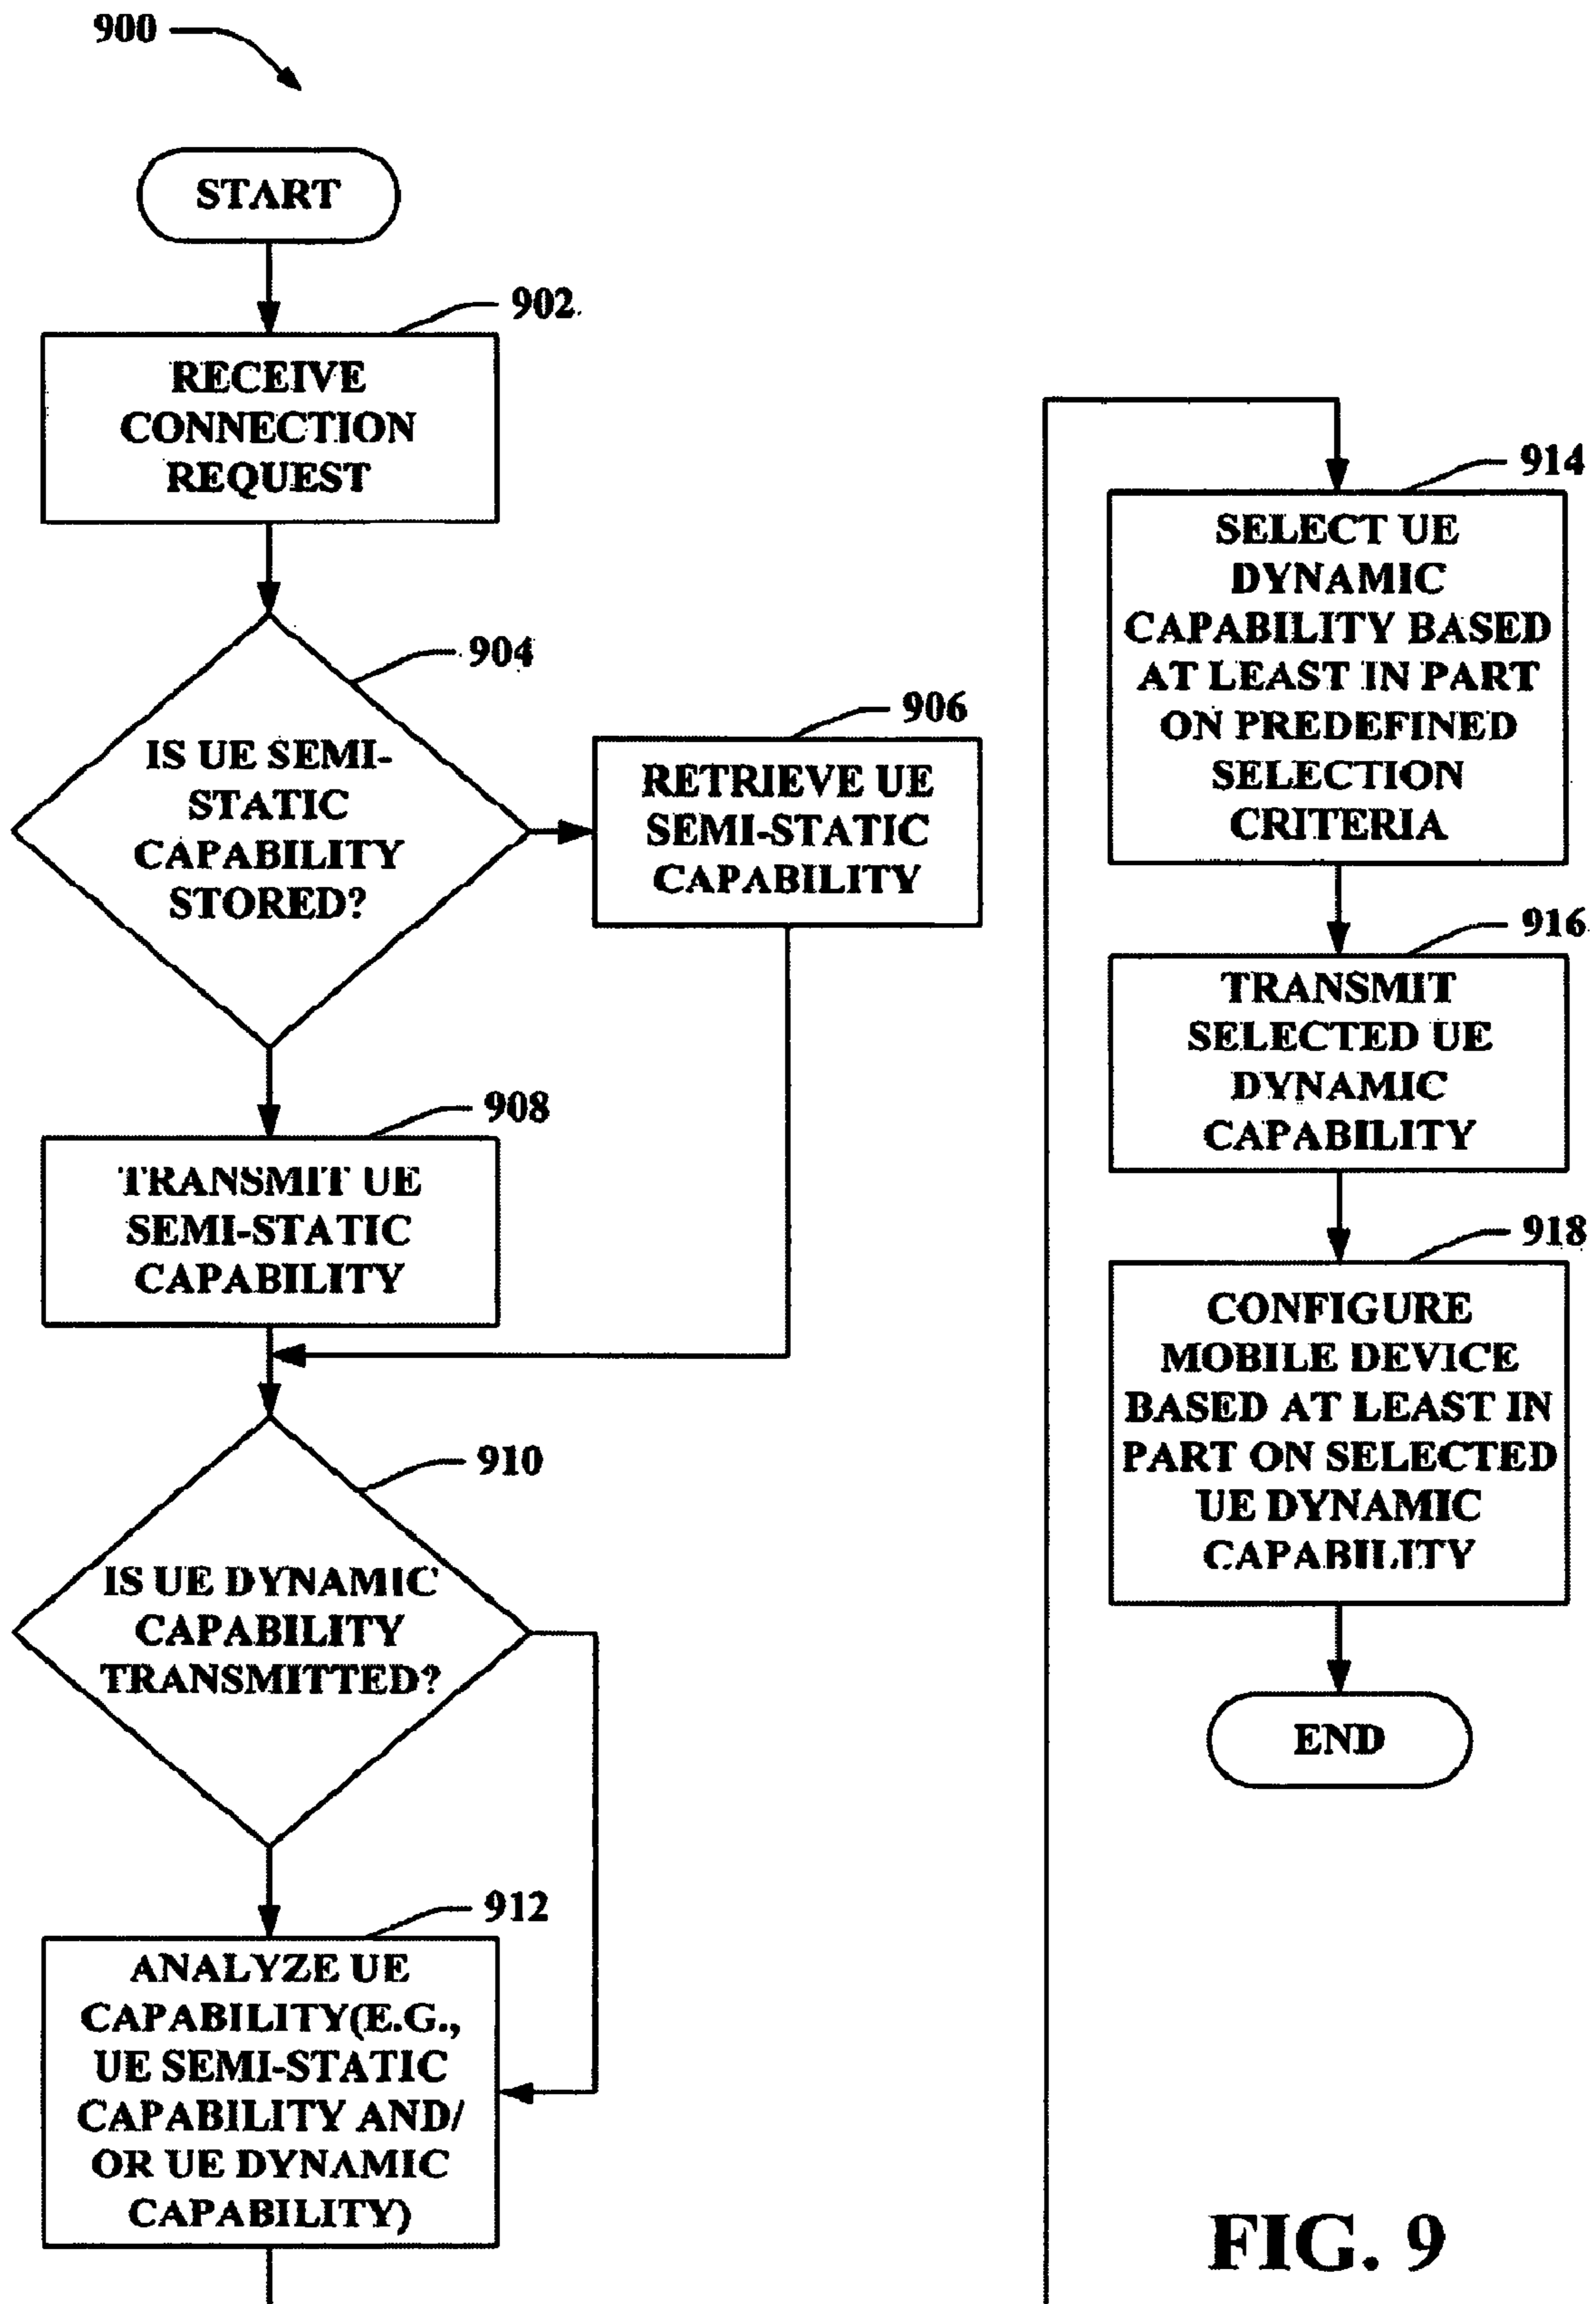 900
START
902
RECEIVE
CONNECTION
REQUEST
904
IS UE SEMI-
STATIC
CAPABILITY
STORED?
906
RETRIEVE UE
SEMI-STATIC
CAPABILITY
908
TRANSMIT UE
SEMI-STATIC
CAPABILITY
910
IS UE DYNAMIC
CAPABILITY
TRANSMITTED?
912
ANALYZE UE
CAPABILITY(E.G.,
UE SEMI-STATIC
CAPABILITY AND/
OR UE DYNAMIC
CAPABILITY)
914
SELECT UE
DYNAMIC
CAPABILITY BASED
AT LEAST IN PART
ON PREDEFINED
SELECTION
CRITERIA
916
TRANSMIT
SELECTED UE
DYNAMIC
CAPABILITY
918
CONFIGURE
MOBILE DEVICE
BASED AT LEAST IN
PART ON SELECTED
UE DYNAMIC
CAPABILITY
END
FIG. 9